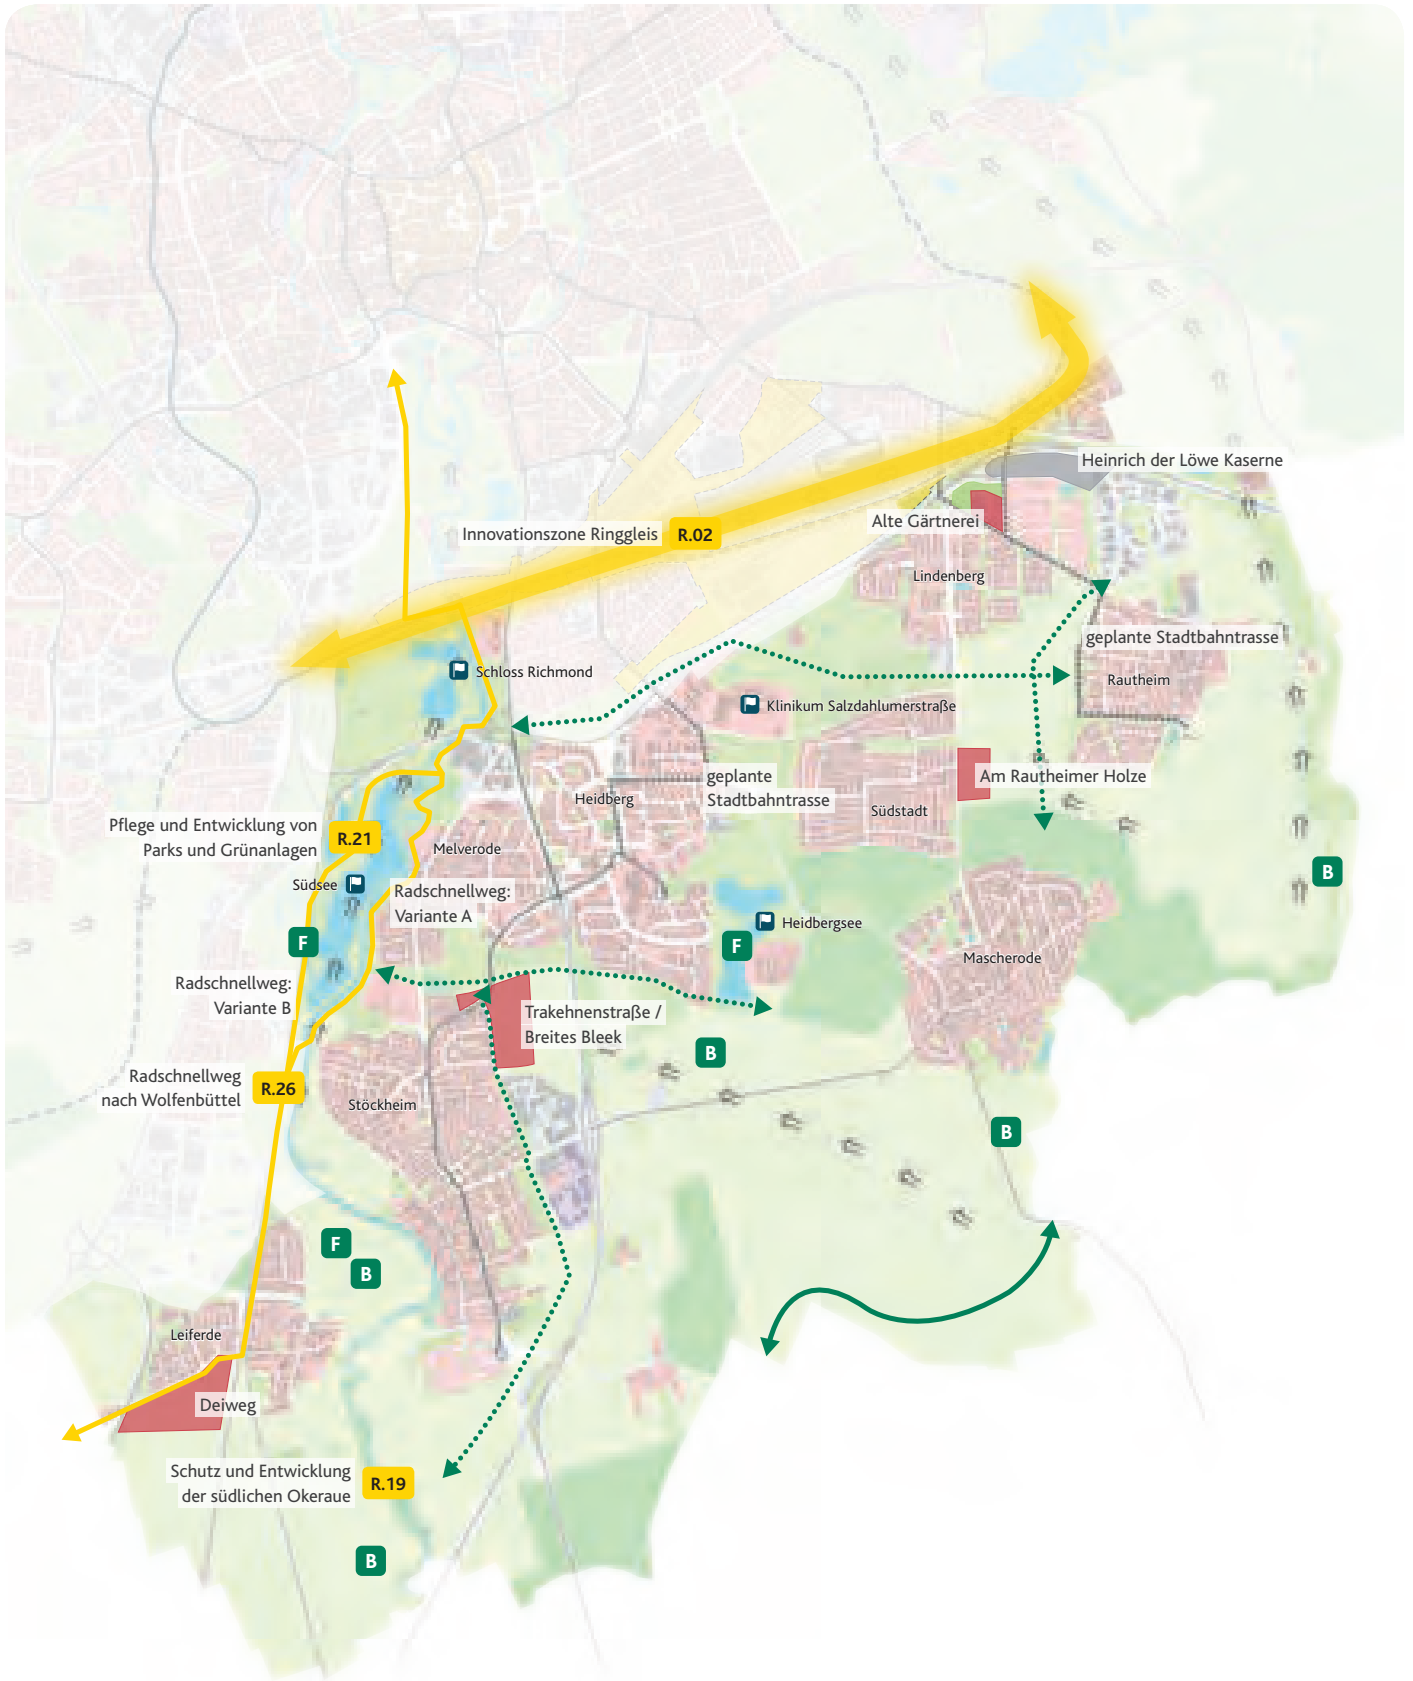 Heinrich der Löwe Kaserne
Alte Gärtnerei
Innovationszone Ringgleis
R.02
Lindenberg
geplante Stadtbahntrasse
Rautheim
Schloss Richmond
Klinikum Salzdahlumerstraße
geplante
Stadtbahntrasse
Am Rautheimer Holze
Heidberg
Südstadt
Pflege und Entwicklung von
Parks und Grünanlagen
R.21
Melverode
Südsee
Radschnellweg:
Variante A
B
Heidbergsee
F
F
Mascherode
Radschnellweg:
Variante B
Trakehnenstraße /
Breites Bleek
B
Radschnellweg
nach Wolfenbüttel
R.26
Stöckheim
B
F
B
Leiferde
Deiweg
Schutz und Entwicklung
der südlichen Okeraue
R.19
B